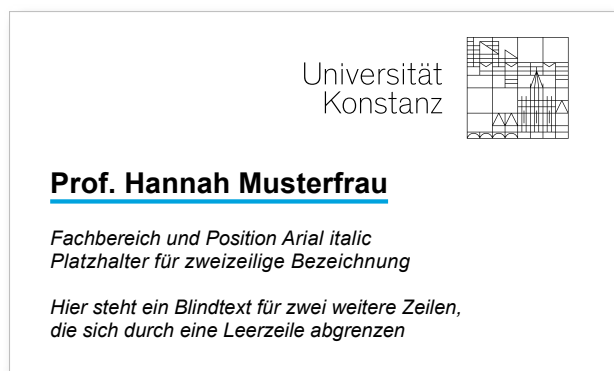 Universität
Konstanz
Prof. Hannah Musterfrau
Fachbereich und Position Arial italic
Platzhalter für zweizeilige Bezeichnung
Hier steht ein Blindtext für zwei weitere Zeilen,
die sich durch eine Leerzeile abgrenzen